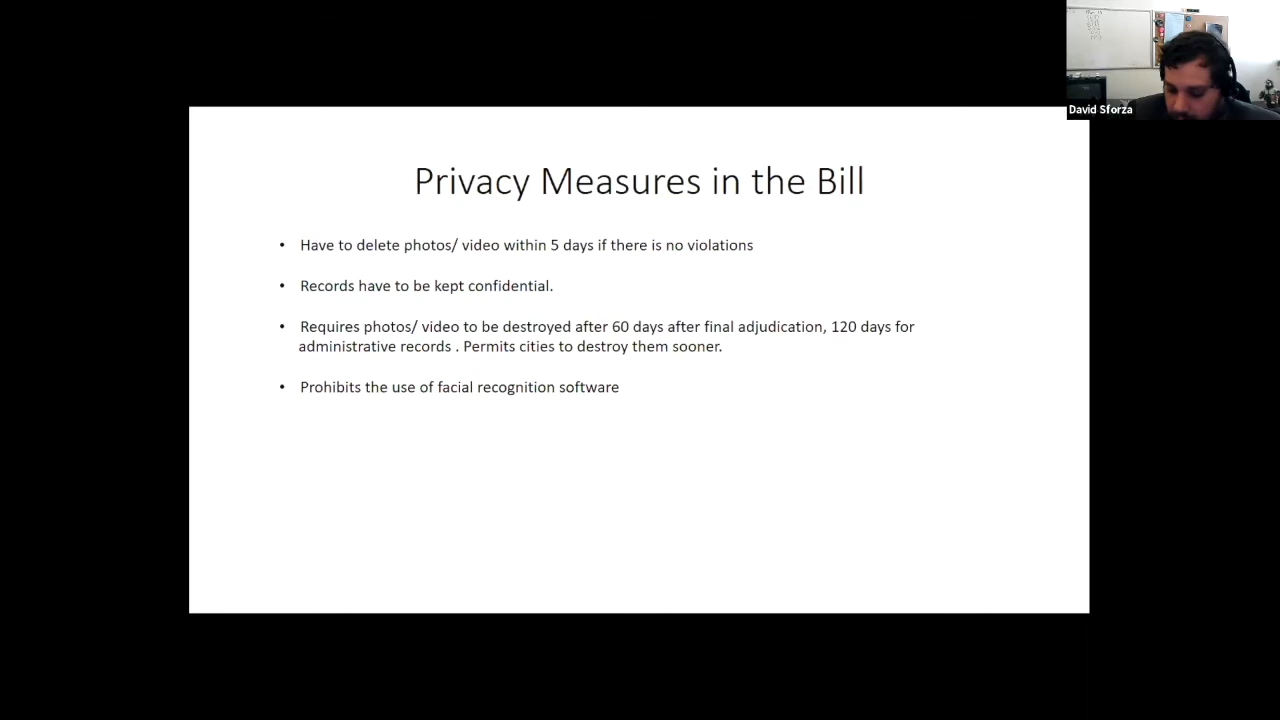 David Sforza
Privacy Measures in the Bill
• Have to delete photos/ video within 5 days if there is no violations
• Records have to be kept confidential.
• Requires photos/ video to be destroyed after 60 days after final adjudication, 120 days for
administrative records . Permits cities to destroy them sooner.
• Prohibits the use of facial recognition software